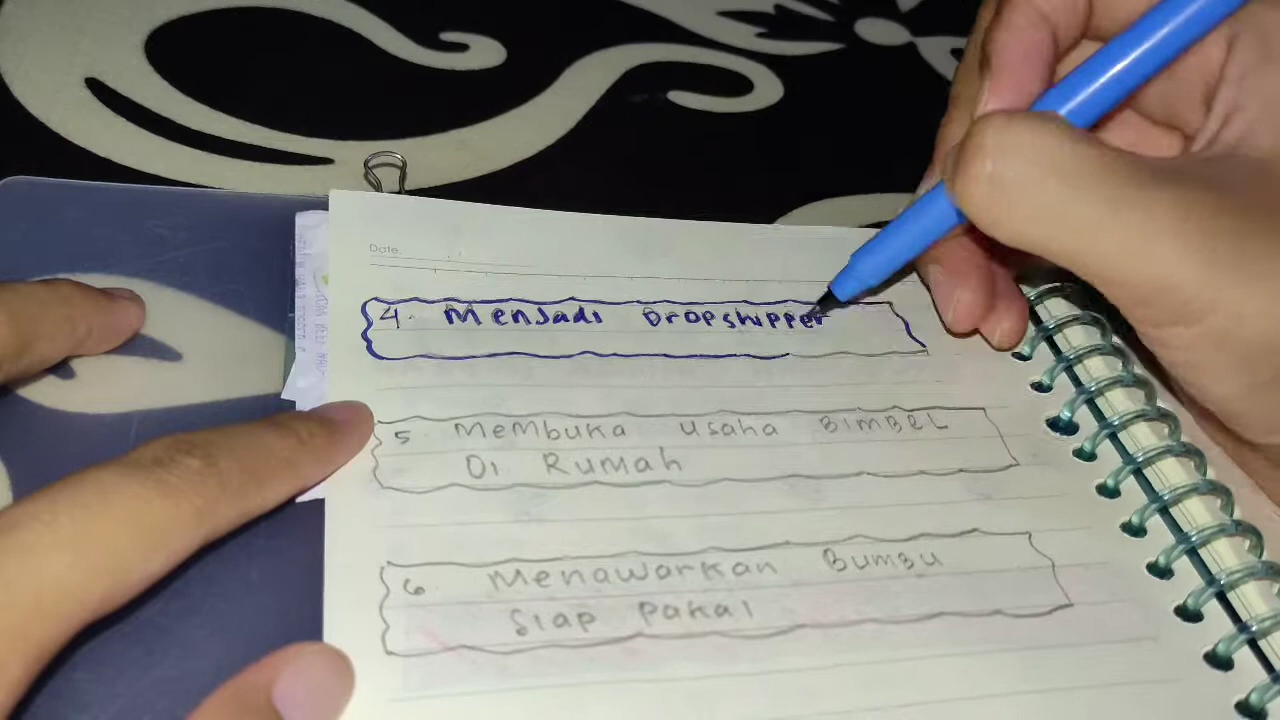 Date
4. Menjadi Dropshipper
5 Membuka Usaha BIMBEL
Di Rumah
6 Menawarkan Bumbu
Siap Pakai